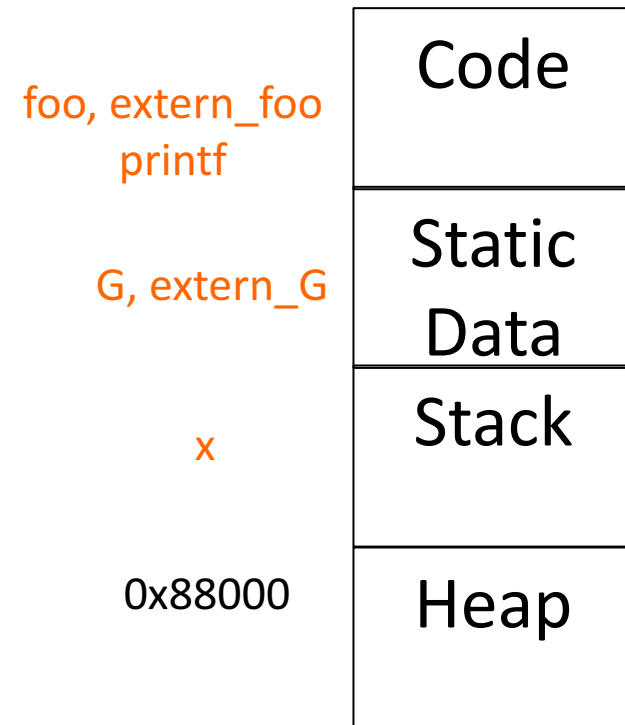 Code
foo, extern_foo
printf
Static
G, extern_G
Data
Stack
x
0x88000
Heap